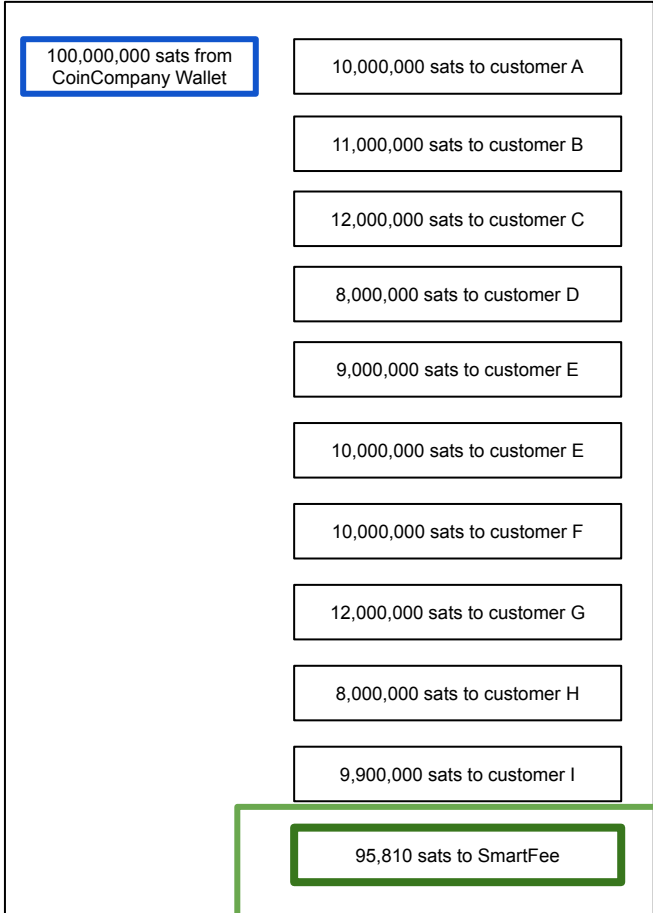 100,000,000 sats from
CoinCompany Wallet
10,000,000 sats to customer A
11,000,000 sats to customer B
12,000,000 sats to customer C
8,000,000 sats to customer D
9,000,000 sats to customer E
10,000,000 sats to customer E
10,000,000 sats to customer F
12,000,000 sats to customer G
8,000,000 sats to customer H
9,900,000 sats to customer I
95,810 sats to SmartFee